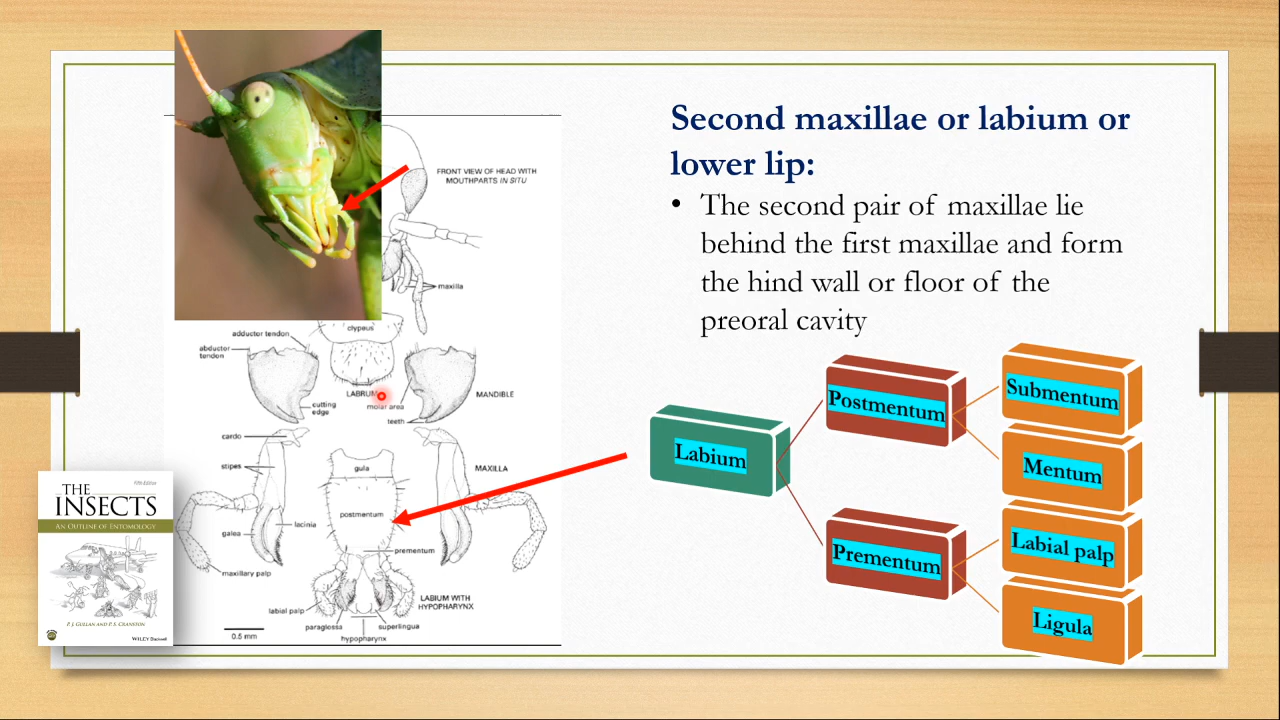 Second maxillae or labium or
lower lip:
• The second pair of maxillae lie
behind the first maxillae and form
the hind wall or floor of the
preoral cavity
Labium
Postmentum
Prementum
Submentum
Mentum
Labial palp
Ligula
FRONT VIEW OF HEAD WITH
MOUTHPARTS IN SITU
maxilla
clypeus
adductor tendon
abductor
tendon
LABRUM
MANDIBLE
cutting
edge
molar area
teeth
cardo
stipes
gula
MAXILLA
postmentum
lacinia
galea
prementum
maxillary palp
LABIUM WITH
HYPOPHARYNX
labial palp
paraglossa
superlingua
hypopharynx
0.5 mm
Fifth Edition
THE
INSECTS
AN OUTLINE OF ENTOMOLOGY
P. J. GULLAN AND P. S. CRANSTON
WILEY Blackwell